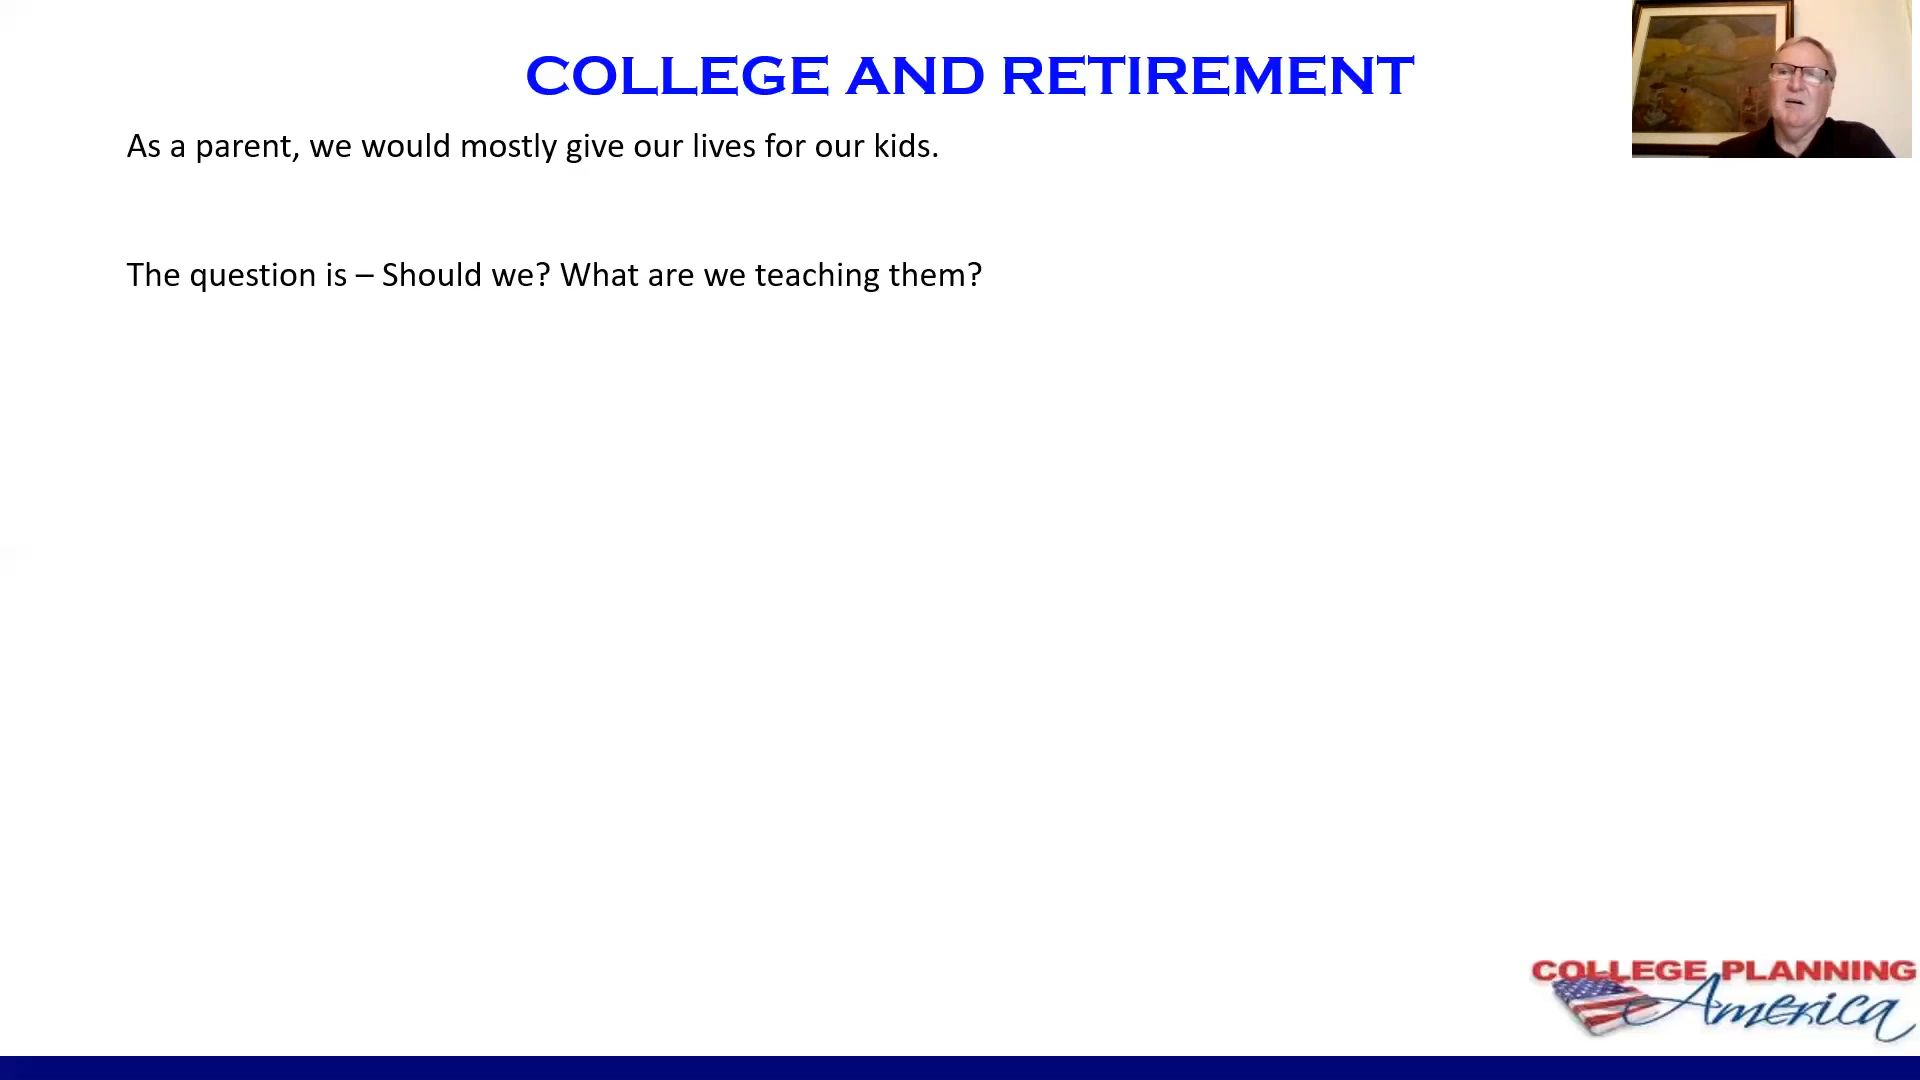 COLLEGE AND RETIREMENT
As a parent, we would mostly give our lives for our kids.
The question is – Should we? What are we teaching them?
COLLEGE PLANNING
America